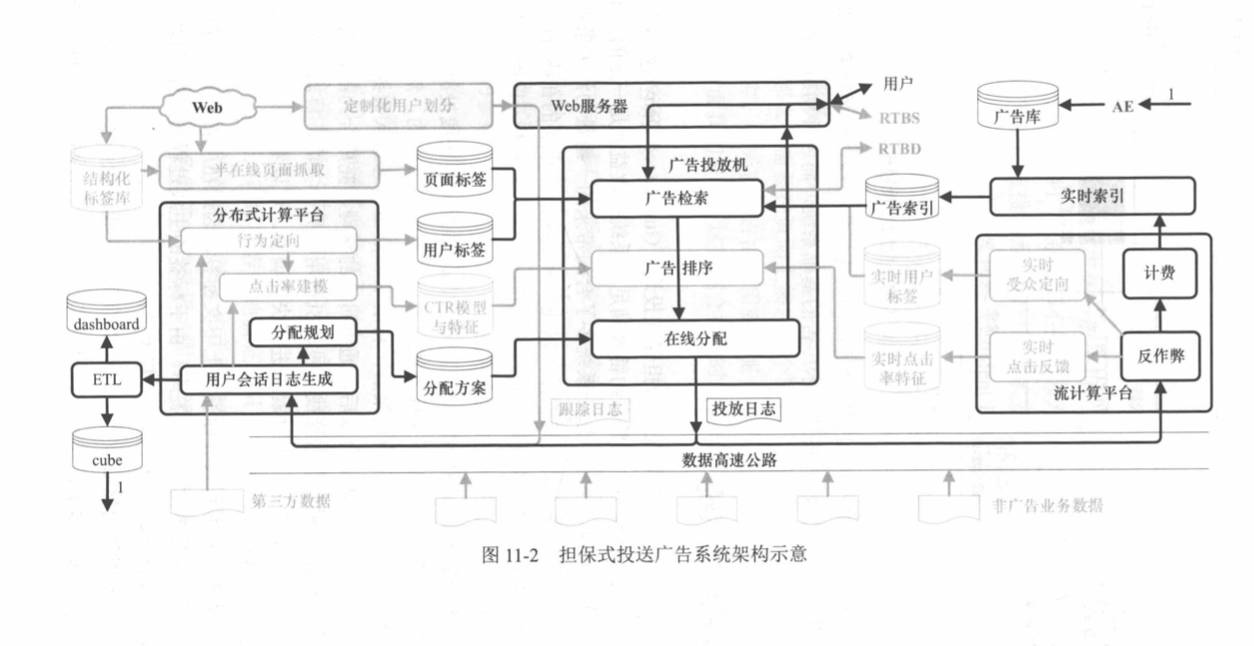 用户
Web
定制化用户划分
Web服务器
广告库
AE
1
RTBS
RTBD
结构化
标签库
半在线页面抓取
页面标签
广告投放机
广告检索
广告索引
实时索引
分布式计算平台
行为定向
用户标签
点击率建模
CTR模型
与特征
广告 排序
实时用户
标签
实时
受众定向
计费
dashboard
分配规划
在线分配
实时点击
率特征
实时
点击反馈
反作弊
ETL
用户会话日志生成
分配方案
流计算平台
跟踪日志
投放日志
cube
数据高速公路
1
第三方数据
非广告业务数据
图 11-2 担保式投送广告系统架构示意